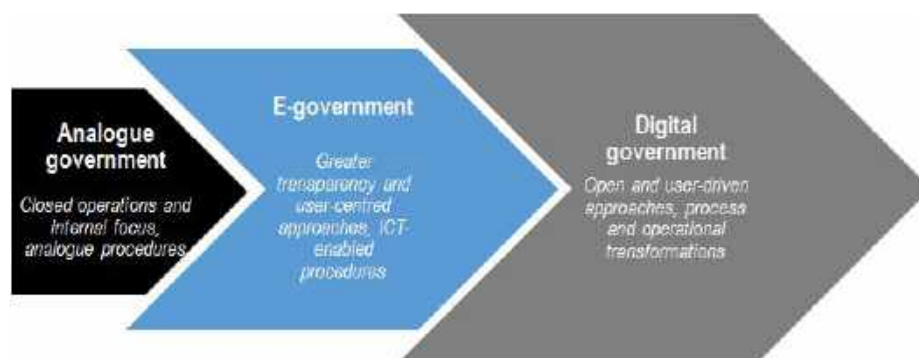 Analogue
government
Closed operations and
internal focus,
analogue procedures
E-government
Greater
transparency and
user-centred
approaches, ICT-
enabled
procedures
Digital
government
Open and user-driven
approaches, process
and operational
transformations